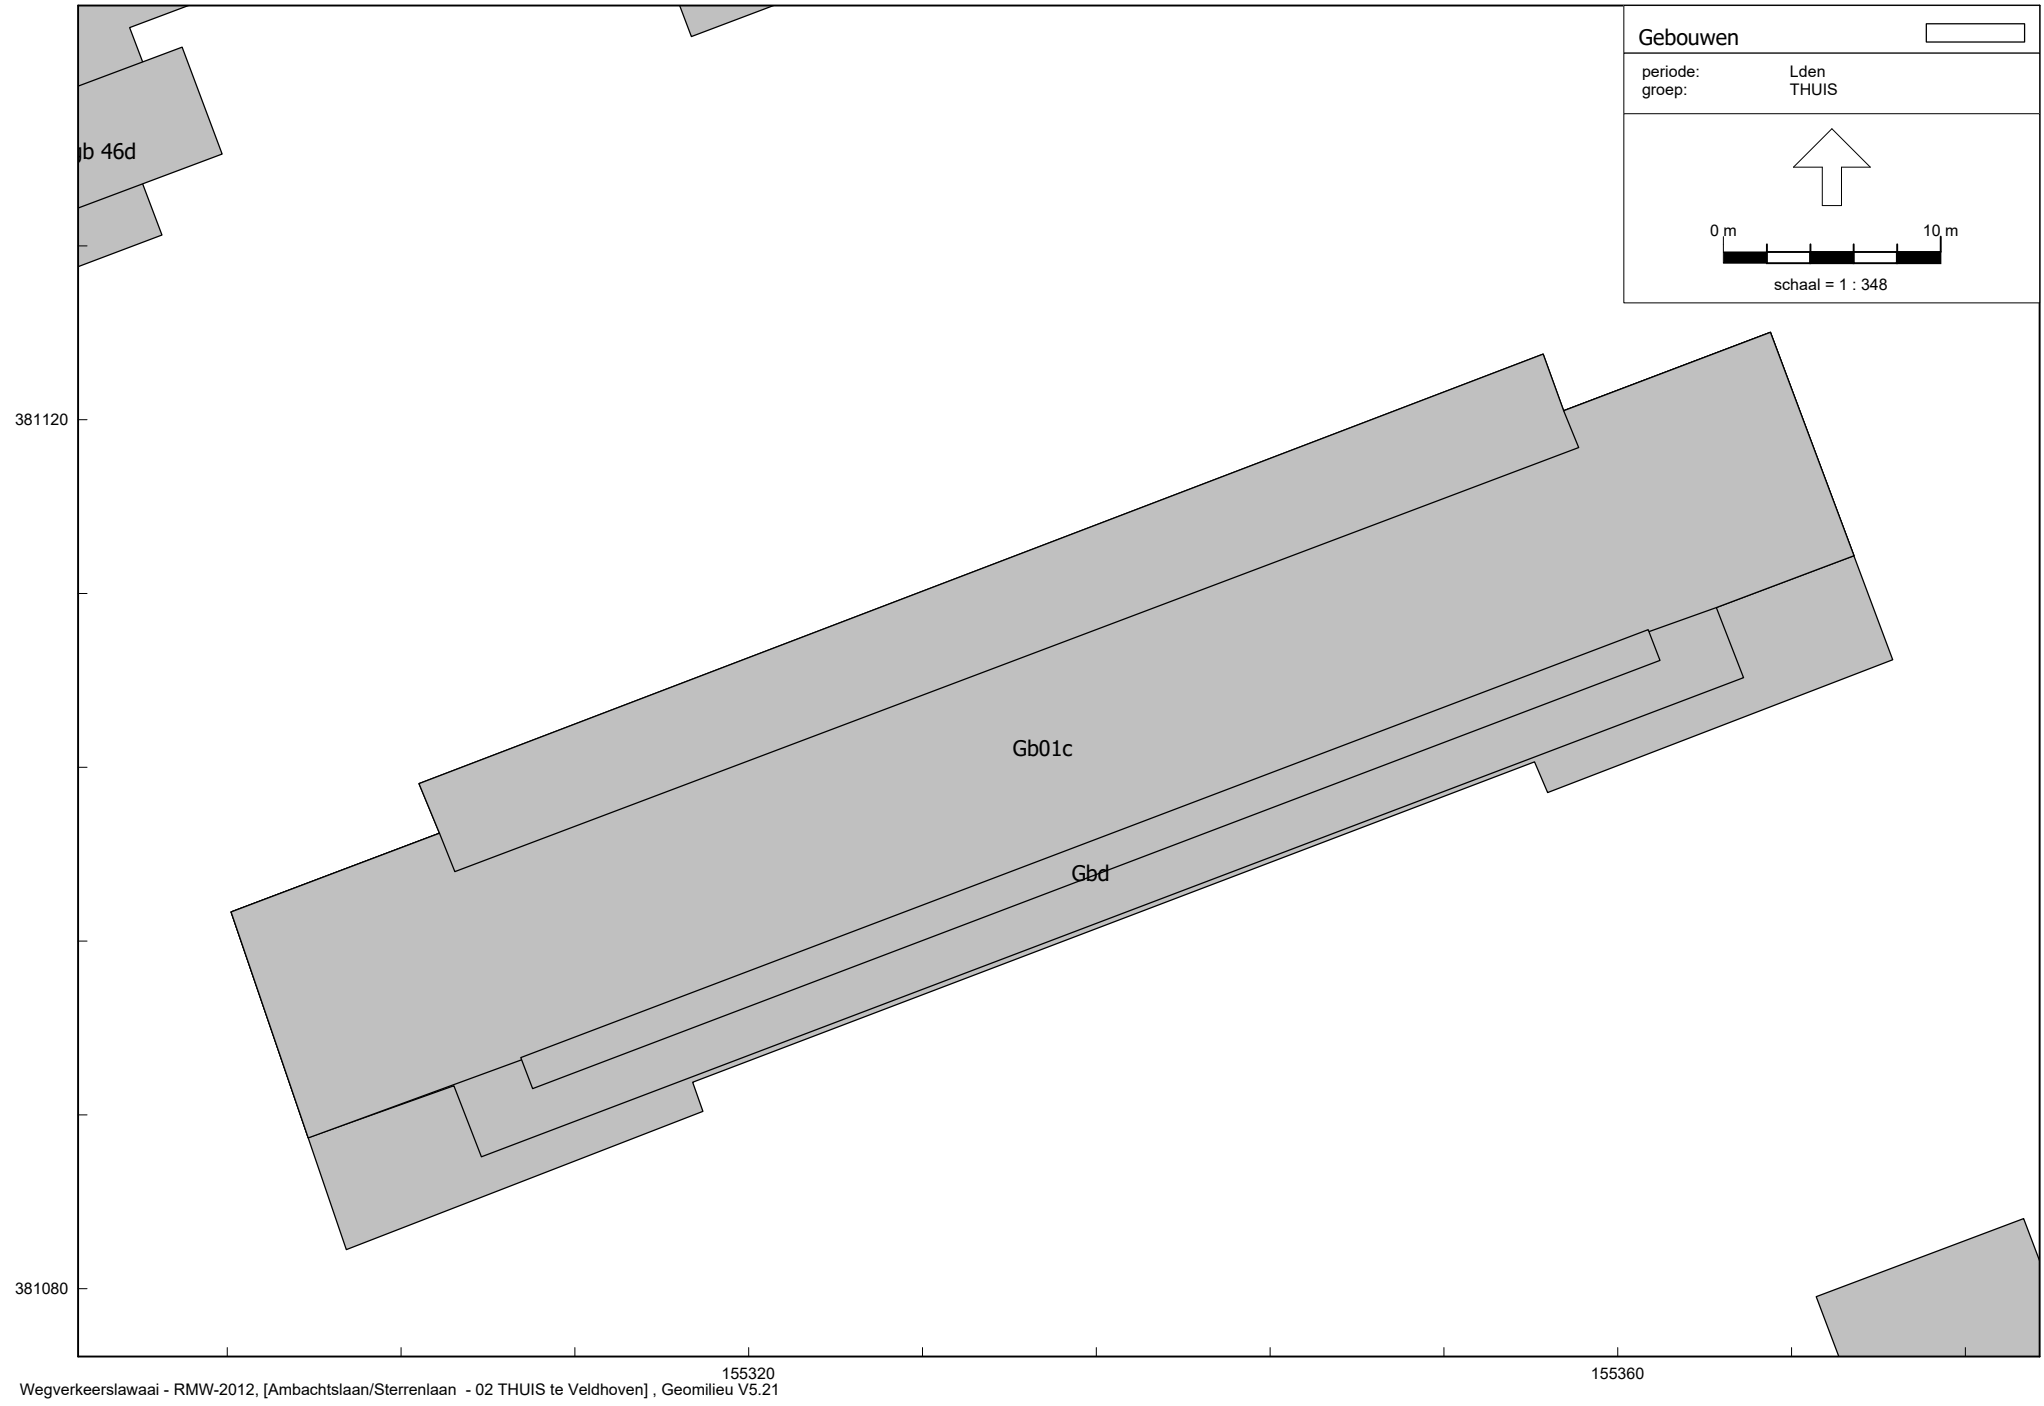 Gebouwen
periode: Lden
groep: THUIS
0 m 10 m
schaal = 1 : 348
b 46d
381120
Gb01c
Gbd
381080
155320 155360
Wegverkeerslawaai - RMW-2012, [Ambachtslaan/Sterrenlaan - 02 THUIS te Veldhoven] , Geomilieu V5.21